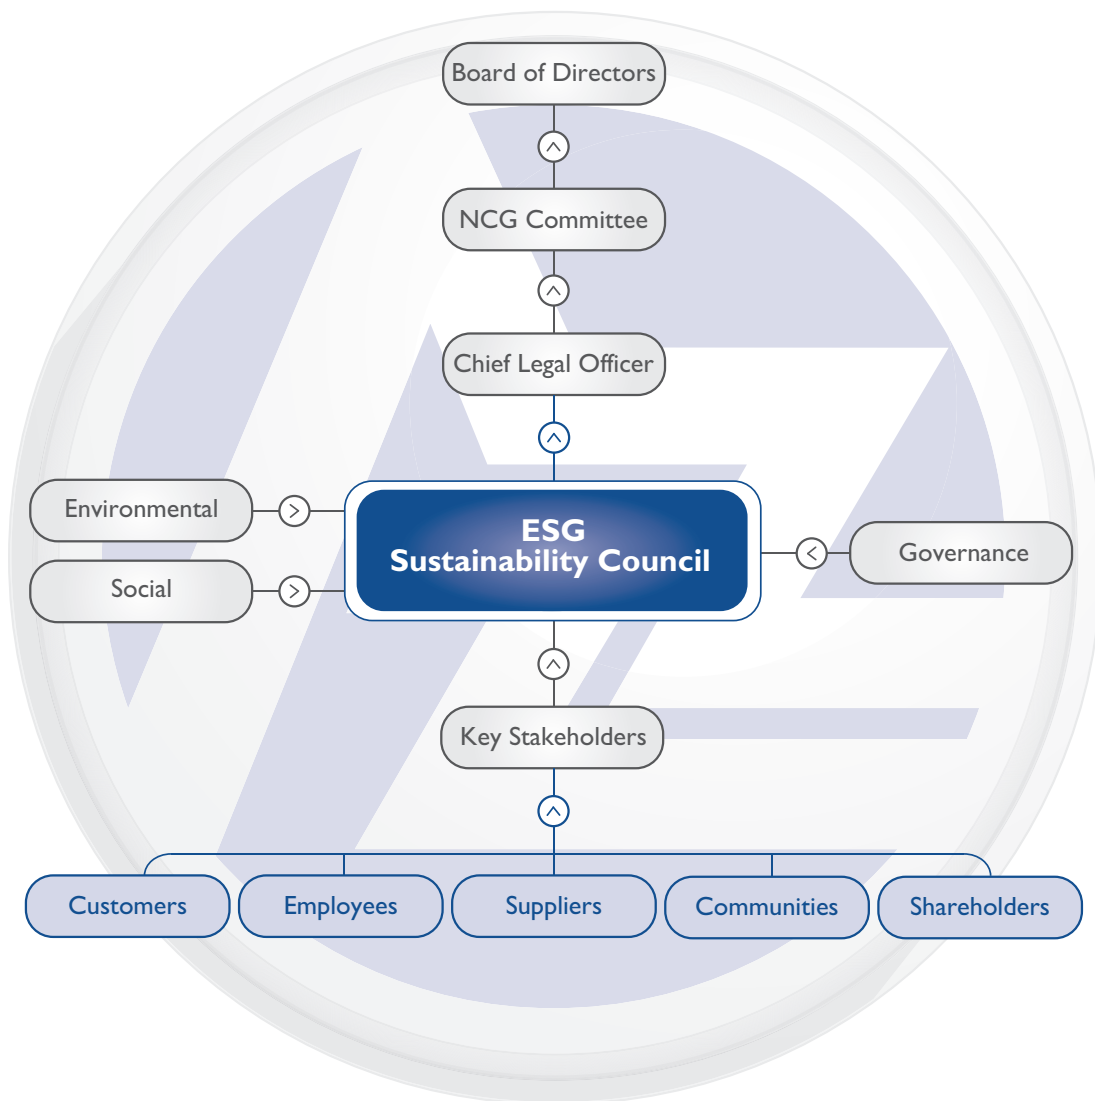 Board of Directors
NCG Committee
Chief Legal Officer
Environmental
Social
ESG
Sustainability Council
Governance
Key Stakeholders
Customers
Employees
Suppliers
Communities
Shareholders